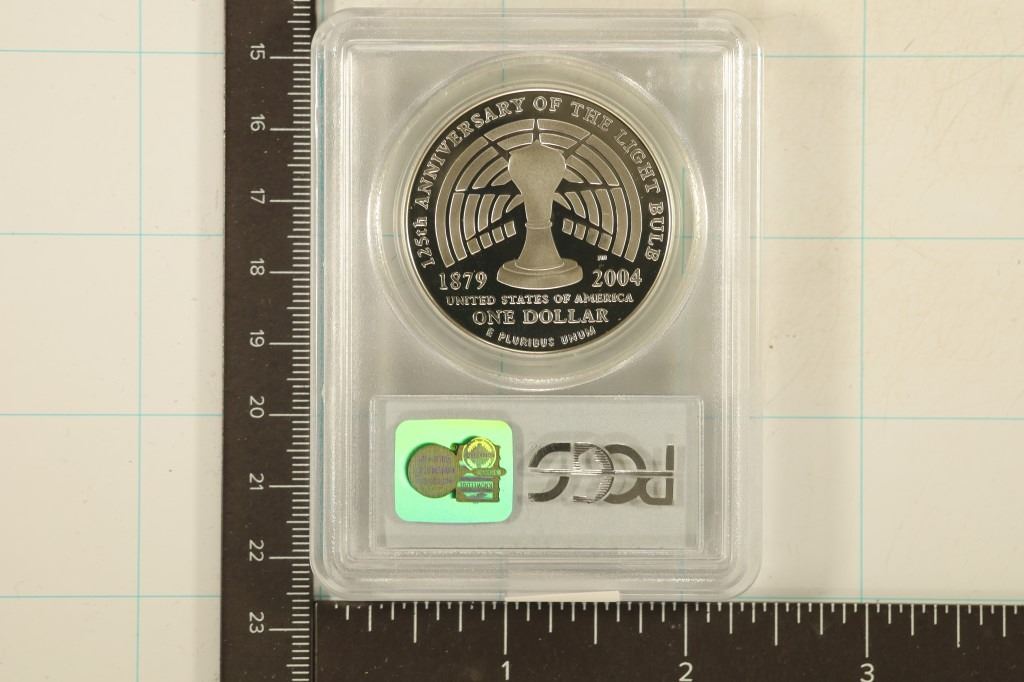 125th ANNIVERSARY OF THE LIGHT BULB
1879 2004
UNITED STATES OF AMERICA
ONE DOLLAR
E PLURIBUS UNUM
PCGS
15
16
17
18
19
20
21
22
23
1 2 3